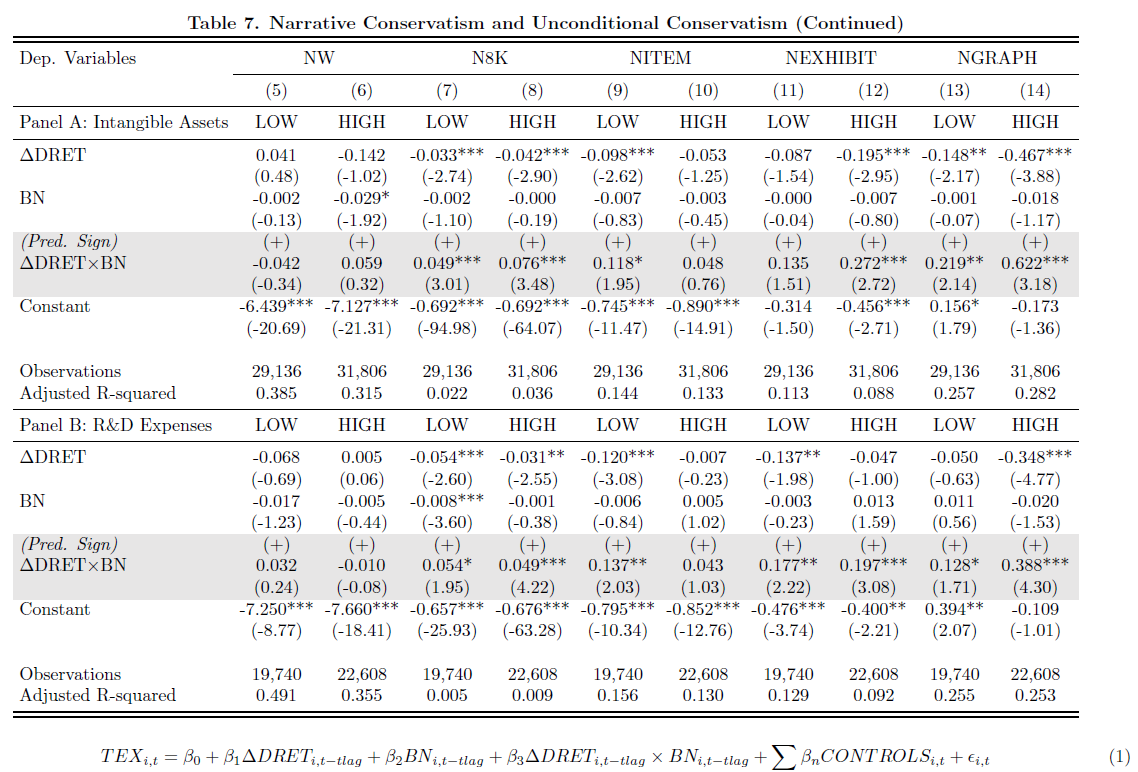 Table 7. Narrative Conservatism and Unconditional Conservatism (Continued)
Dep. Variables NW N8K NITEM NEXHIBIT NGRAPH
(5) (6) (7) (8) (9) (10) (11) (12) (13) (14)
Panel A: Intangible Assets LOW HIGH LOW HIGH LOW HIGH LOW HIGH LOW HIGH
ΔDRET 0.041 -0.142 -0.033*** -0.042*** -0.098*** -0.053 -0.087 -0.195*** -0.148** -0.467***
(0.48) (-1.02) (-2.74) (-2.90) (-2.62) (-1.25) (-1.54) (-2.95) (-2.17) (-3.88)
BN -0.002 -0.029* -0.002 -0.000 -0.007 -0.003 -0.000 -0.007 -0.001 -0.018
(-0.13) (-1.92) (-1.10) (-0.19) (-0.83) (-0.45) (-0.04) (-0.80) (-0.07) (-1.17)
(Pred. Sign) (+) (+) (+) (+) (+) (+) (+) (+) (+) (+)
ΔDRET×BN -0.042 0.059 0.049*** 0.076*** 0.118* 0.048 0.135 0.272*** 0.219** 0.622***
(-0.34) (0.32) (3.01) (3.48) (1.95) (0.76) (1.51) (2.72) (2.14) (3.18)
Constant -6.439*** -7.127*** -0.692*** -0.692*** -0.745*** -0.890*** -0.314 -0.456*** 0.156* -0.173
(-20.69) (-21.31) (-94.98) (-64.07) (-11.47) (-14.91) (-1.50) (-2.71) (1.79) (-1.36)
Observations 29,136 31,806 29,136 31,806 29,136 31,806 29,136 31,806 29,136 31,806
Adjusted R-squared 0.385 0.315 0.022 0.036 0.144 0.133 0.113 0.088 0.257 0.282
Panel B: R&D Expenses LOW HIGH LOW HIGH LOW HIGH LOW HIGH LOW HIGH
ΔDRET -0.068 0.005 -0.054*** -0.031** -0.120*** -0.007 -0.137** -0.047 -0.050 -0.348***
(-0.69) (0.06) (-2.60) (-2.55) (-3.08) (-0.23) (-1.98) (-1.00) (-0.63) (-4.77)
BN -0.017 -0.005 -0.008*** -0.001 -0.006 0.005 -0.003 0.013 0.011 -0.020
(-1.23) (-0.44) (-3.60) (-0.38) (-0.84) (1.02) (-0.23) (1.59) (0.56) (-1.53)
(Pred. Sign) (+) (+) (+) (+) (+) (+) (+) (+) (+) (+)
ΔDRET×BN 0.032 -0.010 0.054* 0.049*** 0.137** 0.043 0.177** 0.197*** 0.128* 0.388***
(0.24) (-0.08) (1.95) (4.22) (2.03) (1.03) (2.22) (3.08) (1.71) (4.30)
Constant -7.250*** -7.660*** -0.657*** -0.676*** -0.795*** -0.852*** -0.476*** -0.400** 0.394** -0.109
(-8.77) (-18.41) (-25.93) (-63.28) (-10.34) (-12.76) (-3.74) (-2.21) (2.07) (-1.01)
Observations 19,740 22,608 19,740 22,608 19,740 22,608 19,740 22,608 19,740 22,608
Adjusted R-squared 0.491 0.355 0.005 0.009 0.156 0.130 0.129 0.092 0.255 0.253
TEX_{i,t} = β_0 + β_1ΔDRET_{i,t−tlag} + β_2BN_{i,t−tlag} + β_3ΔDRET_{i,t−tlag} × BN_{i,t−tlag} + ∑ β_nCONTROLS_{i,t} + ϵ_{i,t} (1)